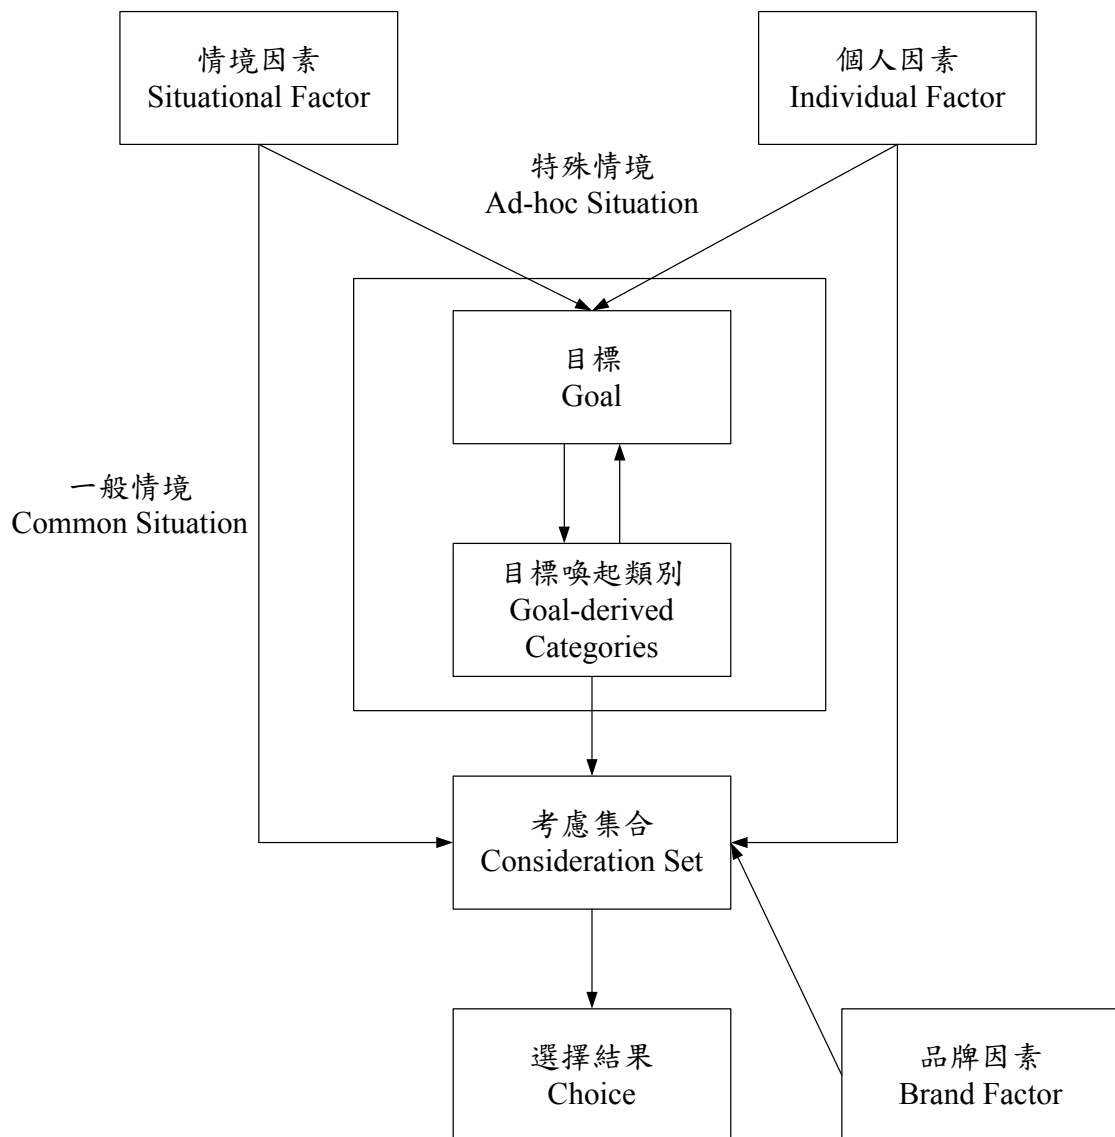 情境因素
Situational Factor
個人因素
Individual Factor
特殊情境
Ad-hoc Situation
目標
Goal
一般情境
Common Situation
目標喚起類別
Goal-derived
Categories
考慮集合
Consideration Set
選擇結果
Choice
品牌因素
Brand Factor